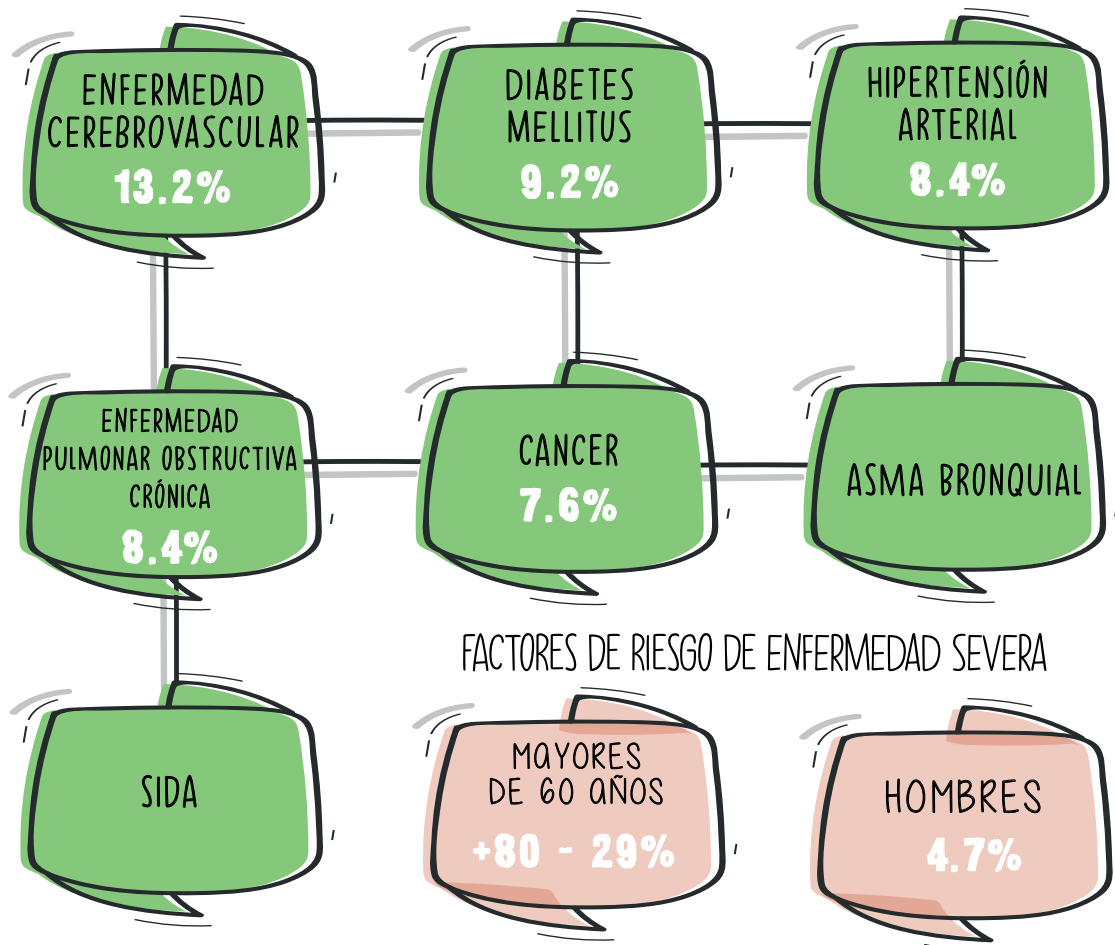 ENFERMEDAD
CEREBROVASCULAR
13.2%
DIABETES
MELLITUS
9.2%
HIPERTENSIÓN
ARTERIAL
8.4%
ENFERMEDAD
PULMONAR OBSTRUCTIVA
CRÓNICA
8.4%
CANCER
7.6%
ASMA BRONQUIAL
SIDA
FACTORES DE RIESGO DE ENFERMEDAD SEVERA
MAYORES
DE 60 AÑOS
+80 - 29%
HOMBRES
4.7%